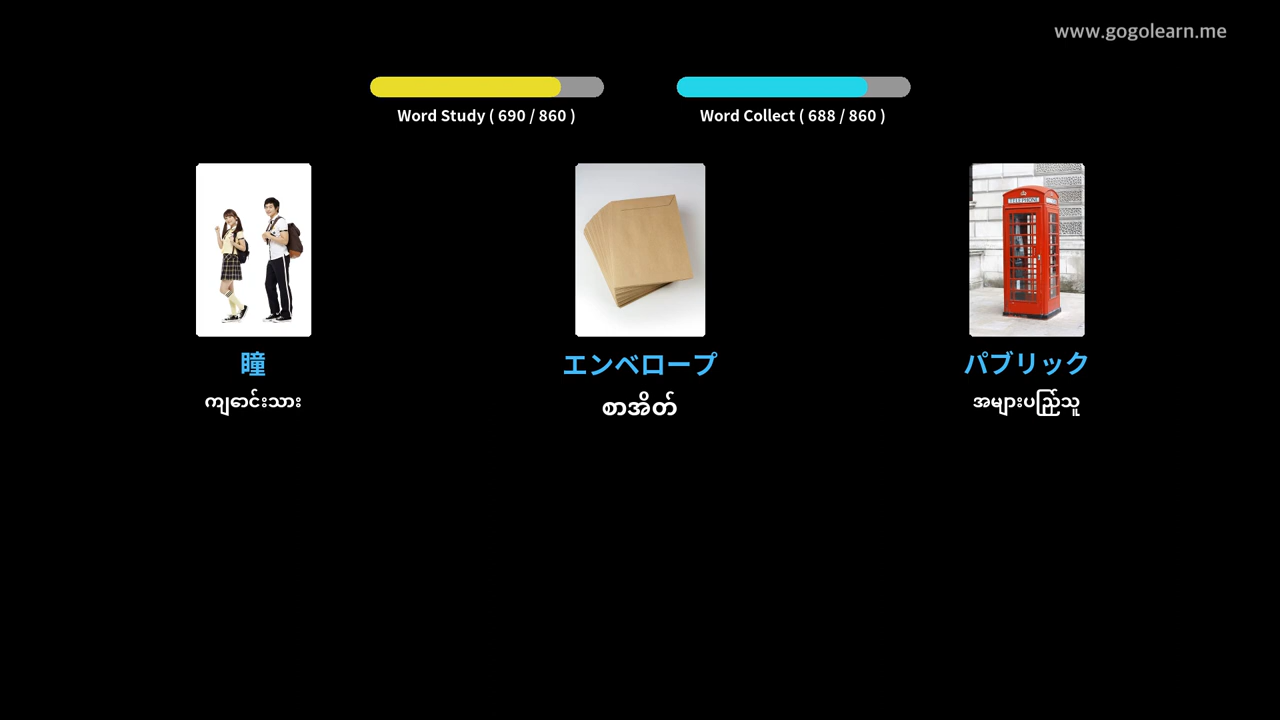 www.gogolearn.me
Word Study ( 690 / 860 )
Word Collect ( 688 / 860 )
TELEPHONE
瞳
エンベロープ
パブリック
ကျောင်းသား
စာအိတ်
အများပြည်သူ